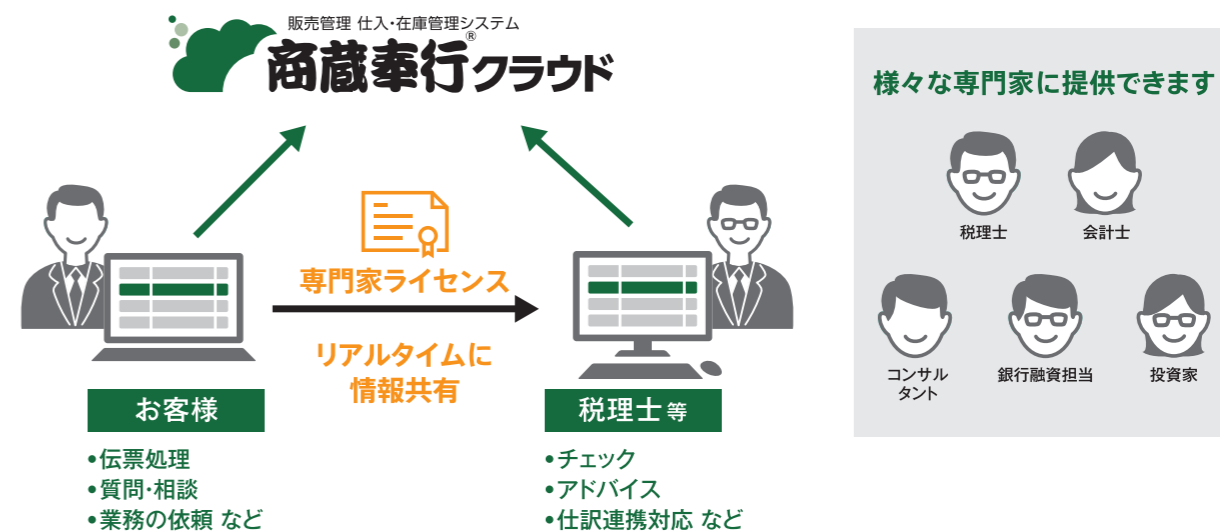 販売管理 仕入・在庫管理システム
商蔵奉行®クラウド
専門家ライセンス
リアルタイムに
情報共有
お客様
•伝票処理
•質問・相談
•業務の依頼 など
税理士 等
•チェック
•アドバイス
•仕訳連携対応 など
様々な専門家に提供できます
税理士
会計士
コンサル
タント
銀行融資担当
投資家